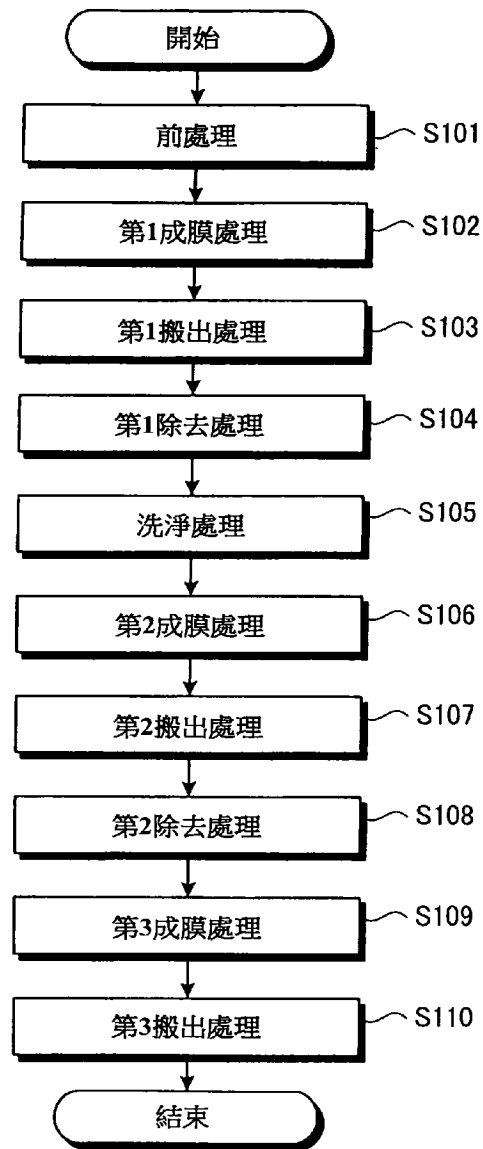 開始
前處理 S101
第1成膜處理 S102
第1搬出處理 S103
第1除去處理 S104
洗淨處理 S105
第2成膜處理 S106
第2搬出處理 S107
第2除去處理 S108
第3成膜處理 S109
第3搬出處理 S110
結束